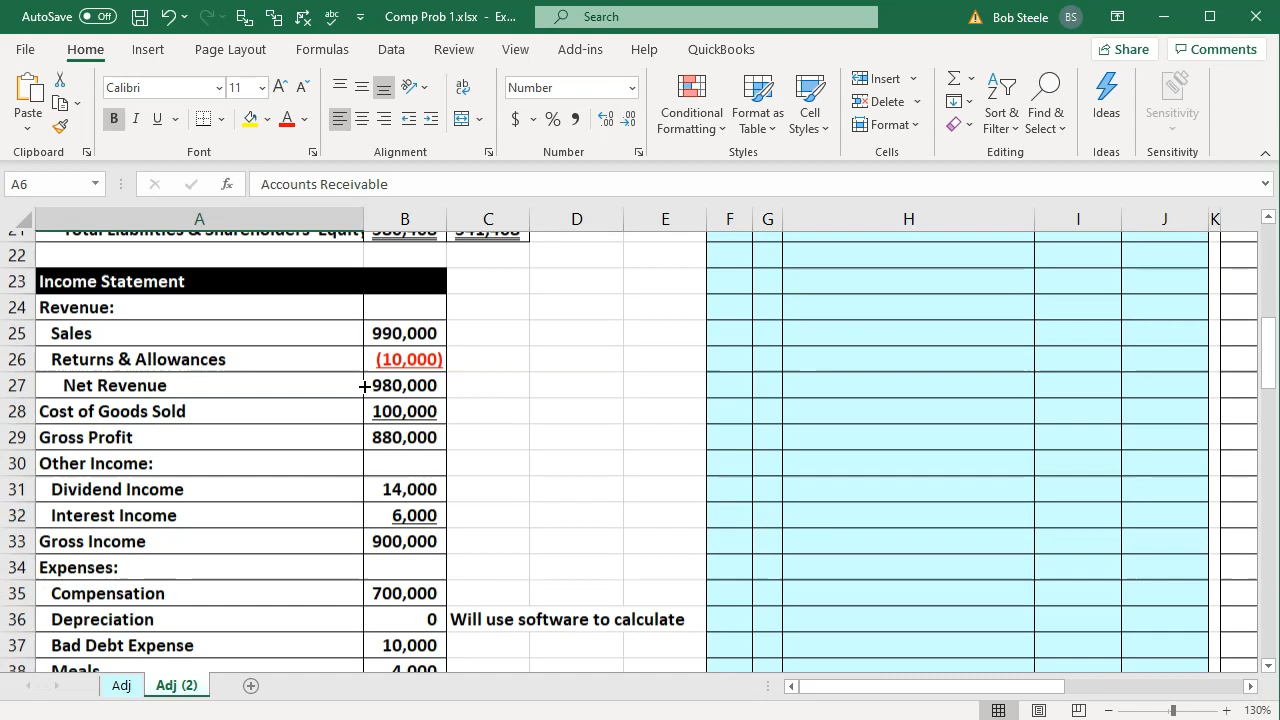 AutoSave Off Comp Prob 1.xlsx - Ex... Search Bob Steele BS
File Home Insert Page Layout Formulas Data Review View Add-ins Help QuickBooks Share Comments
Paste Calibri 11 Number Conditional Formatting Format as Table Cell Styles Insert Delete Format Sort & Filter Find & Select Ideas Sensitivity
Clipboard Font Alignment Number Styles Cells Editing Ideas Sensitivity
A6 fx Accounts Receivable
A B C D E F G H I J K
21 Total Liabilities & Shareholders' Equity 
22
23 Income Statement
24 Revenue:
25 Sales 990,000
26 Returns & Allowances (10,000)
27 Net Revenue 980,000
28 Cost of Goods Sold 100,000
29 Gross Profit 880,000
30 Other Income:
31 Dividend Income 14,000
32 Interest Income 6,000
33 Gross Income 900,000
34 Expenses:
35 Compensation 700,000
36 Depreciation 0 Will use software to calculate
37 Bad Debt Expense 10,000
38 Meals 4,000
Adj Adj (2)
130%